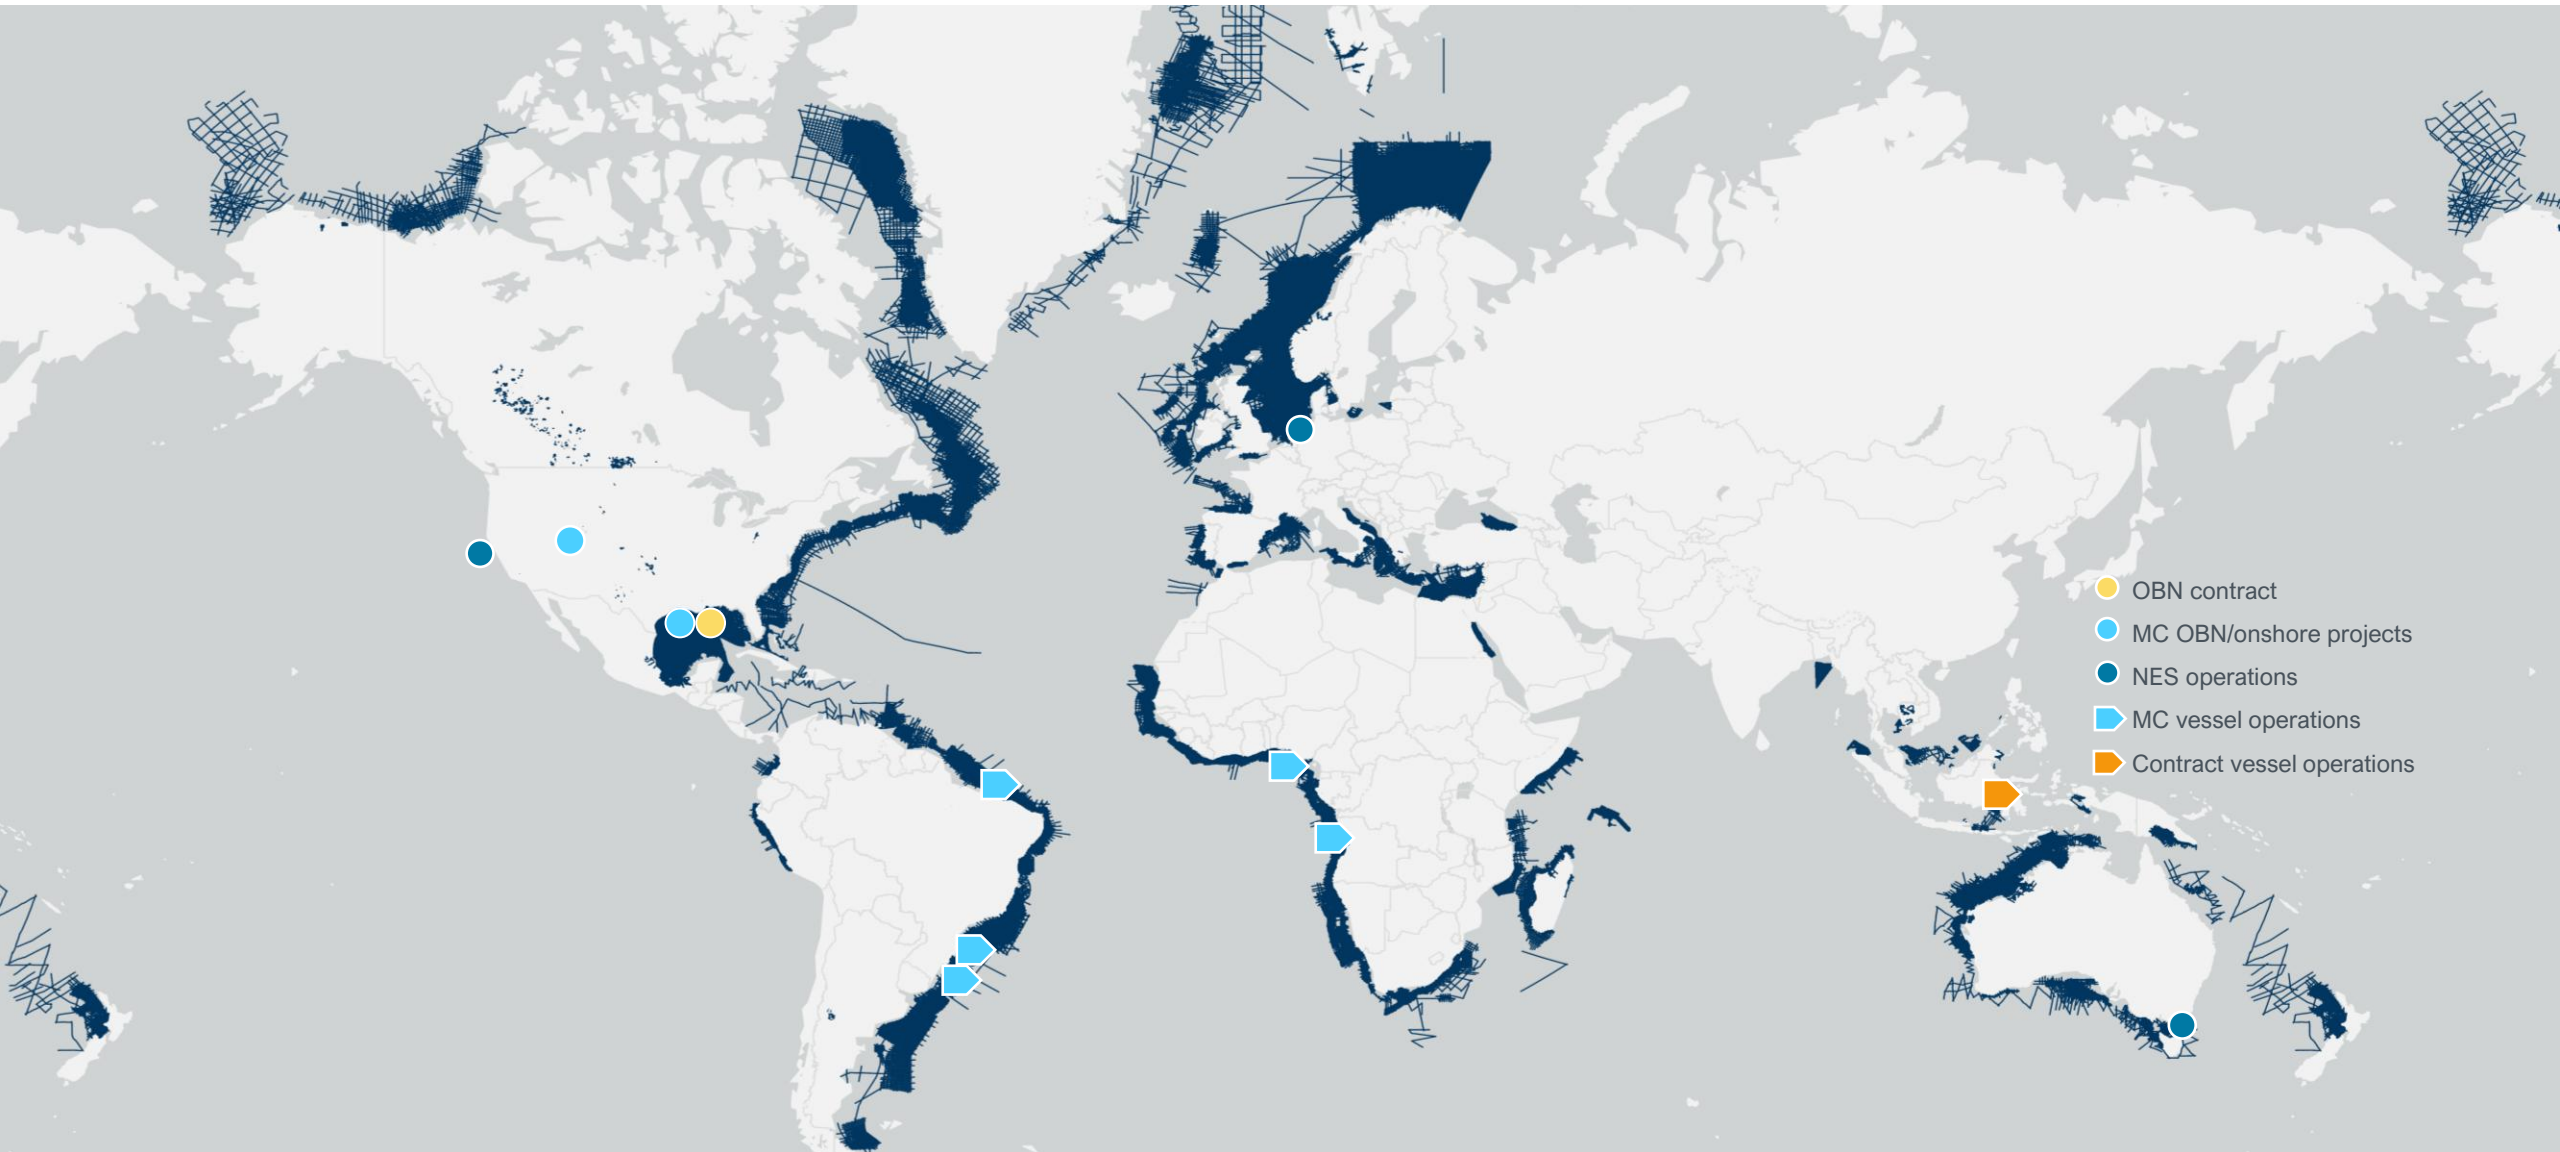 OBN contract
MC OBN/onshore projects
NES operations
MC vessel operations
Contract vessel operations